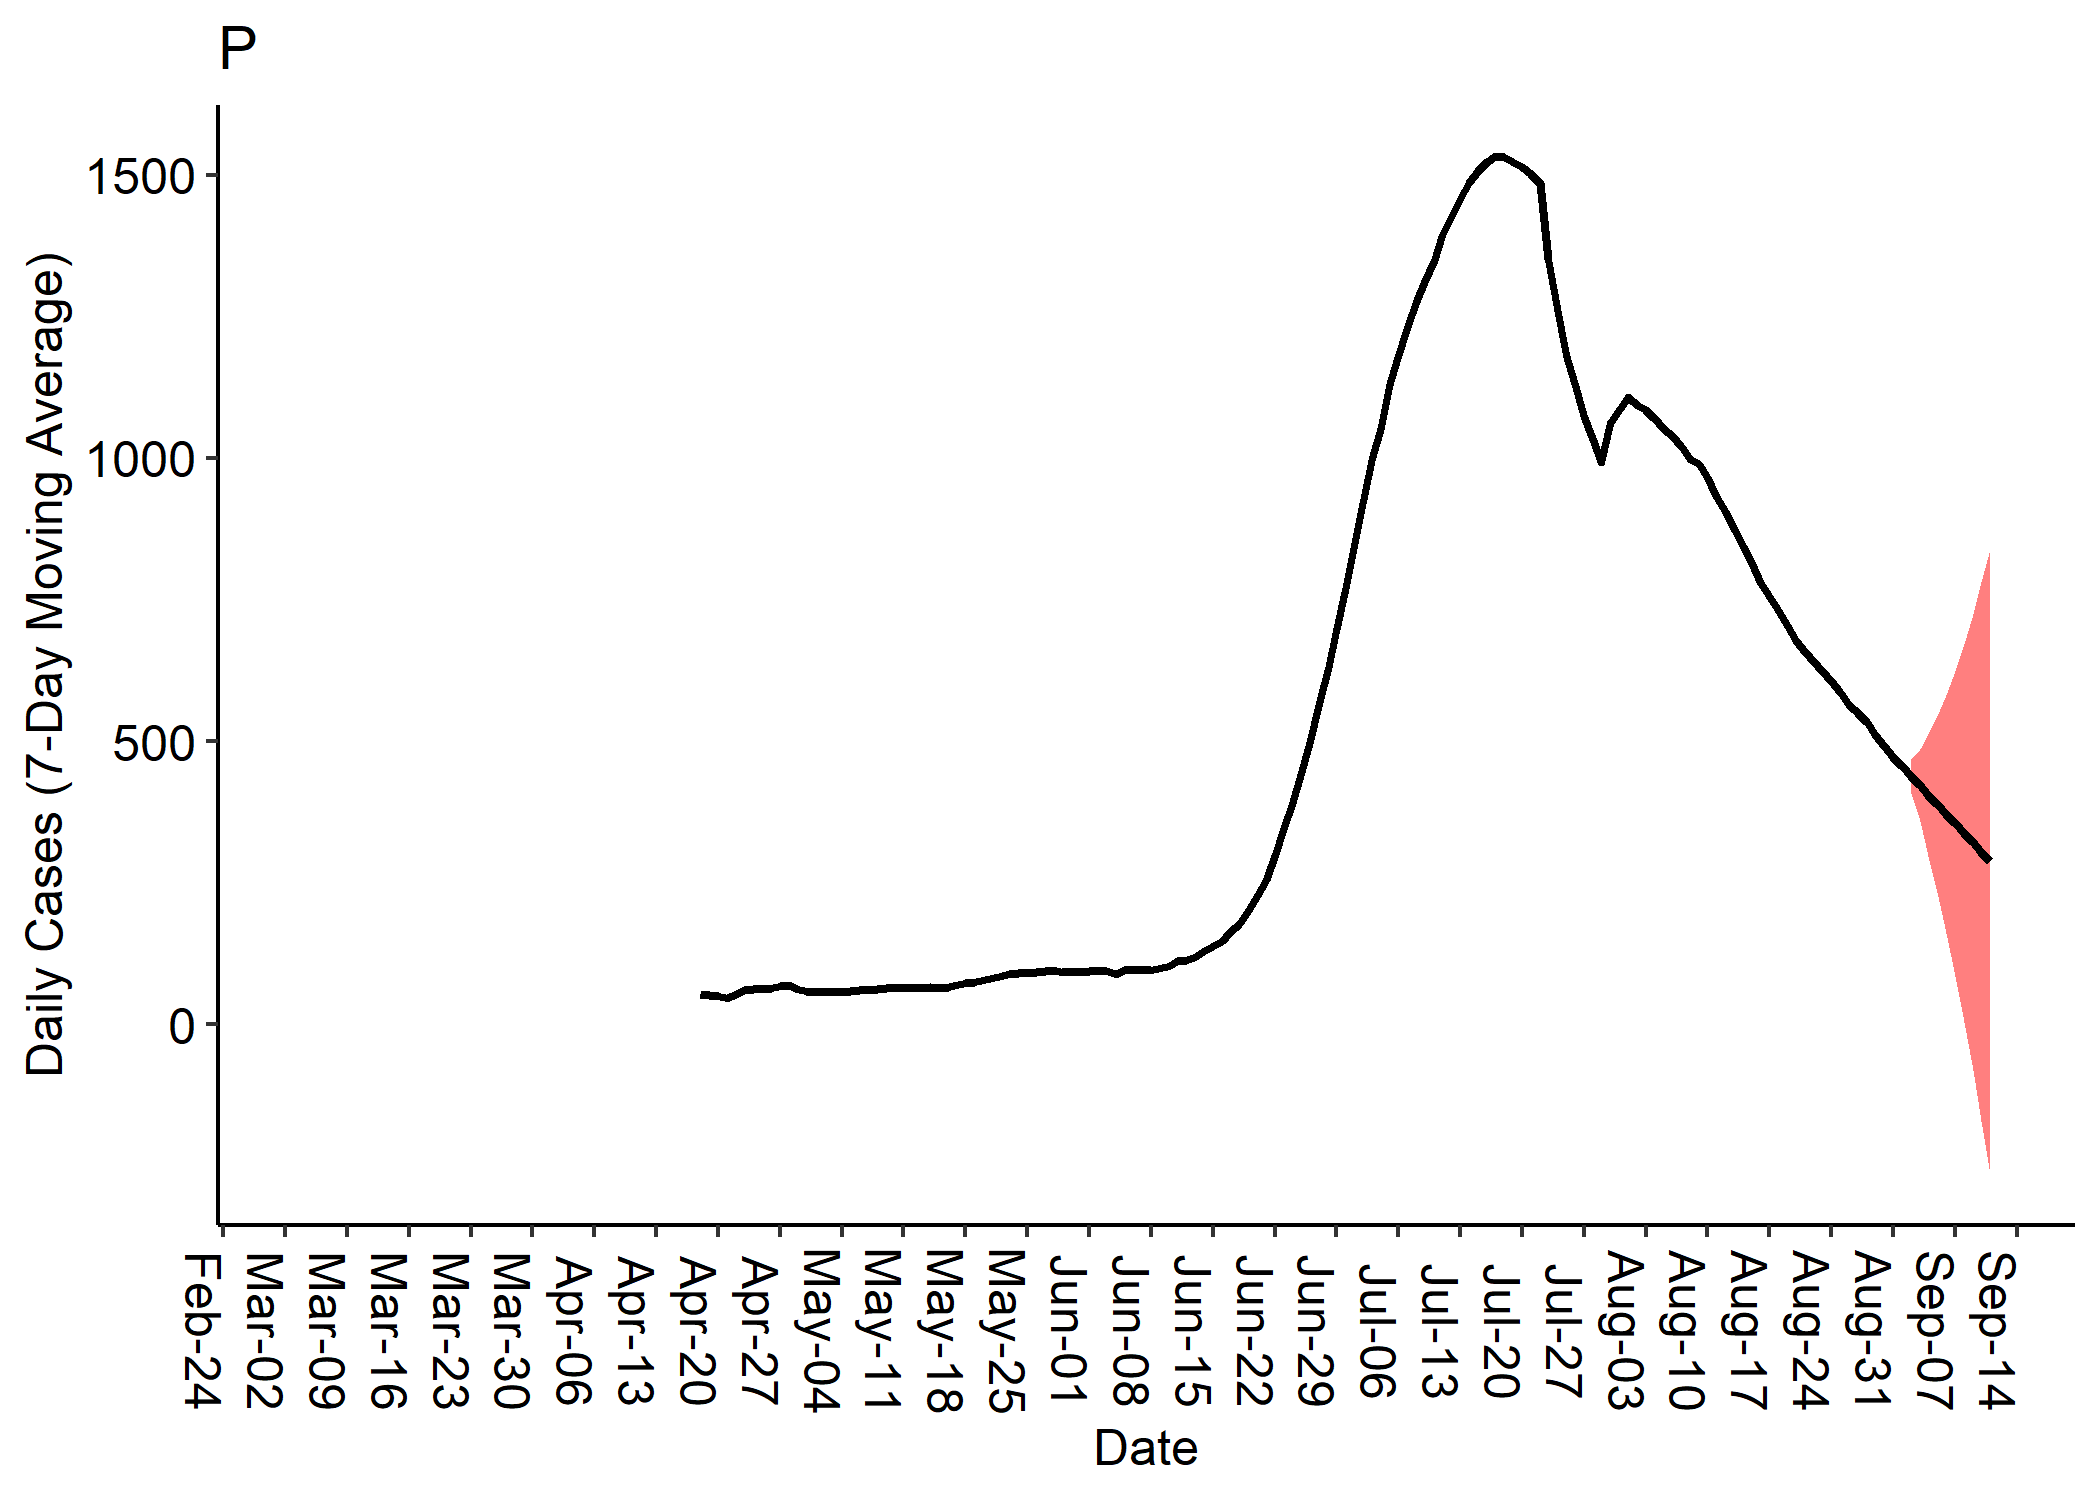 P
Daily Cases (7-Day Moving Average)
1500
1000
500
0
Feb-24
Mar-02
Mar-09
Mar-16
Mar-23
Mar-30
Apr-06
Apr-13
Apr-20
Apr-27
May-04
May-11
May-18
May-25
Jun-01
Jun-08
Jun-15
Jun-22
Jun-29
Jul-06
Jul-13
Jul-20
Jul-27
Aug-03
Aug-10
Aug-17
Aug-24
Aug-31
Sep-07
Sep-14
Date